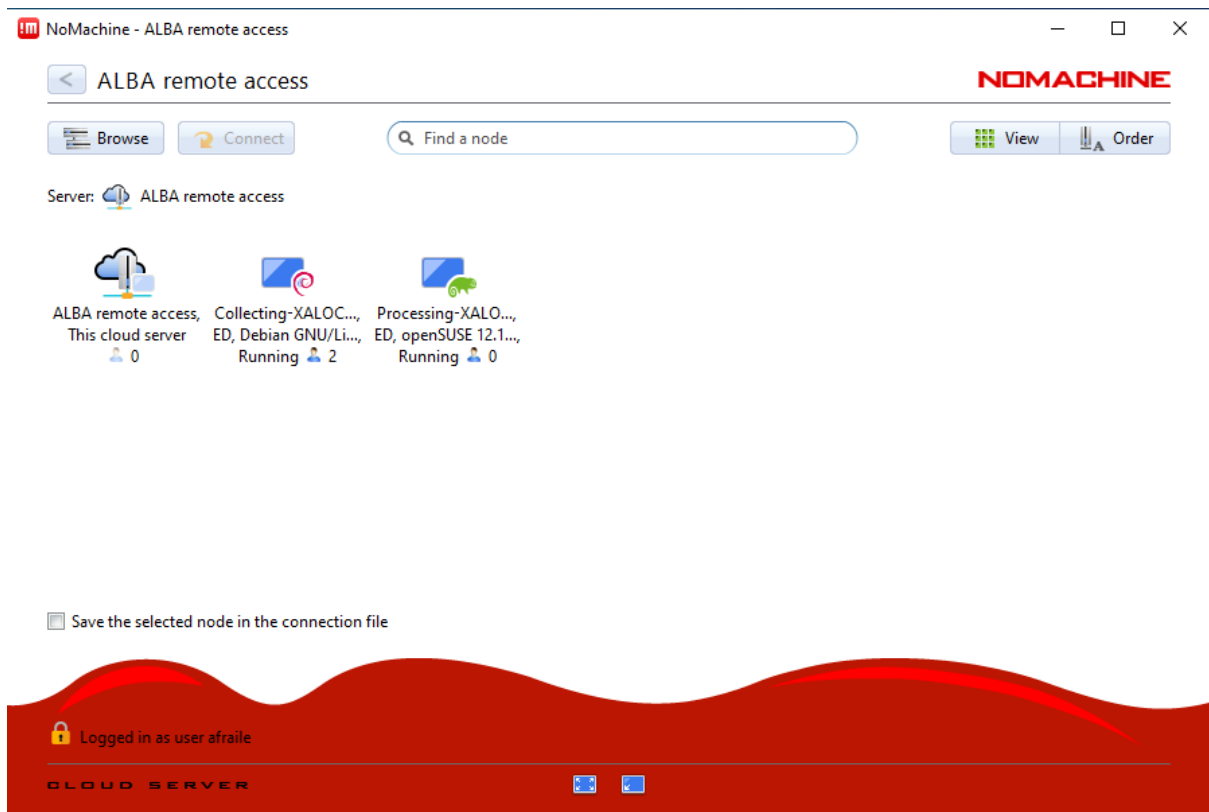 NoMachine - ALBA remote access
ALBA remote access
NOMACHINE
Browse
Connect
Find a node
View
Order
Server: ALBA remote access
ALBA remote access,
This cloud server
0
Collecting-XALOC...,
ED, Debian GNU/Li...,
Running 2
Processing-XALO...,
ED, openSUSE 12.1...,
Running 0
Save the selected node in the connection file
Logged in as user afraile
CLOUD SERVER